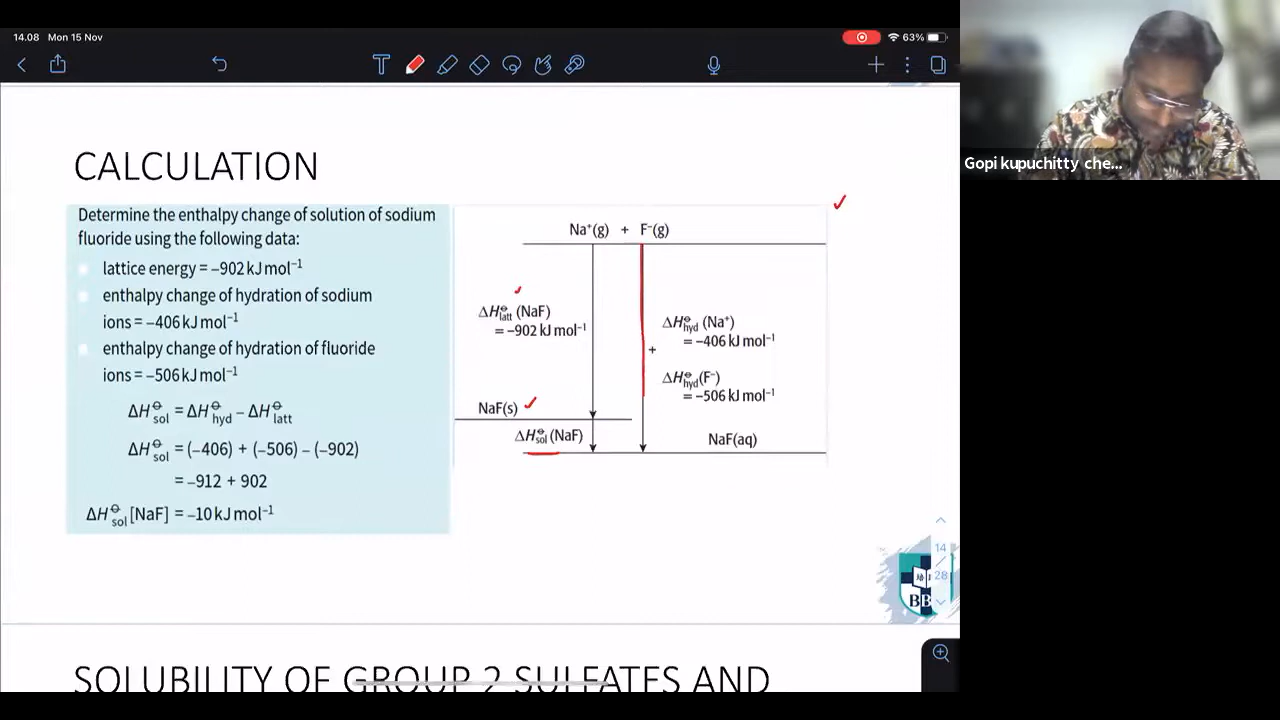 14.08 Mon 15 Nov
63%
T
Gopi kupuchitty che...
CALCULATION
Determine the enthalpy change of solution of sodium
fluoride using the following data:
lattice energy = –902 kJ mol⁻¹
enthalpy change of hydration of sodium
ions = –406 kJ mol⁻¹
enthalpy change of hydration of fluoride
ions = –506 kJ mol⁻¹
ΔH⦵sol = ΔH⦵hyd – ΔH⦵latt
ΔH⦵sol = (–406) + (–506) – (–902)
= –912 + 902
ΔH⦵sol [NaF] = –10 kJ mol⁻¹
Na⁺(g) + F⁻(g)
ΔH⦵latt (NaF)
= –902 kJ mol⁻¹
ΔH⦵hyd (Na⁺)
= –406 kJ mol⁻¹
+
ΔH⦵hyd (F⁻)
= –506 kJ mol⁻¹
NaF(s)
ΔH⦵sol (NaF)
NaF(aq)
14
/
28
BB
SOLUBILITY OF GROUP 2 SULFATES AND